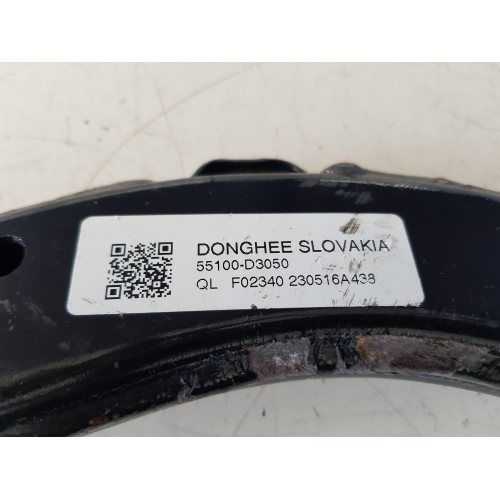 DONGHEE SLOVAKIA
55100-D3050
QL F02340 230516A438